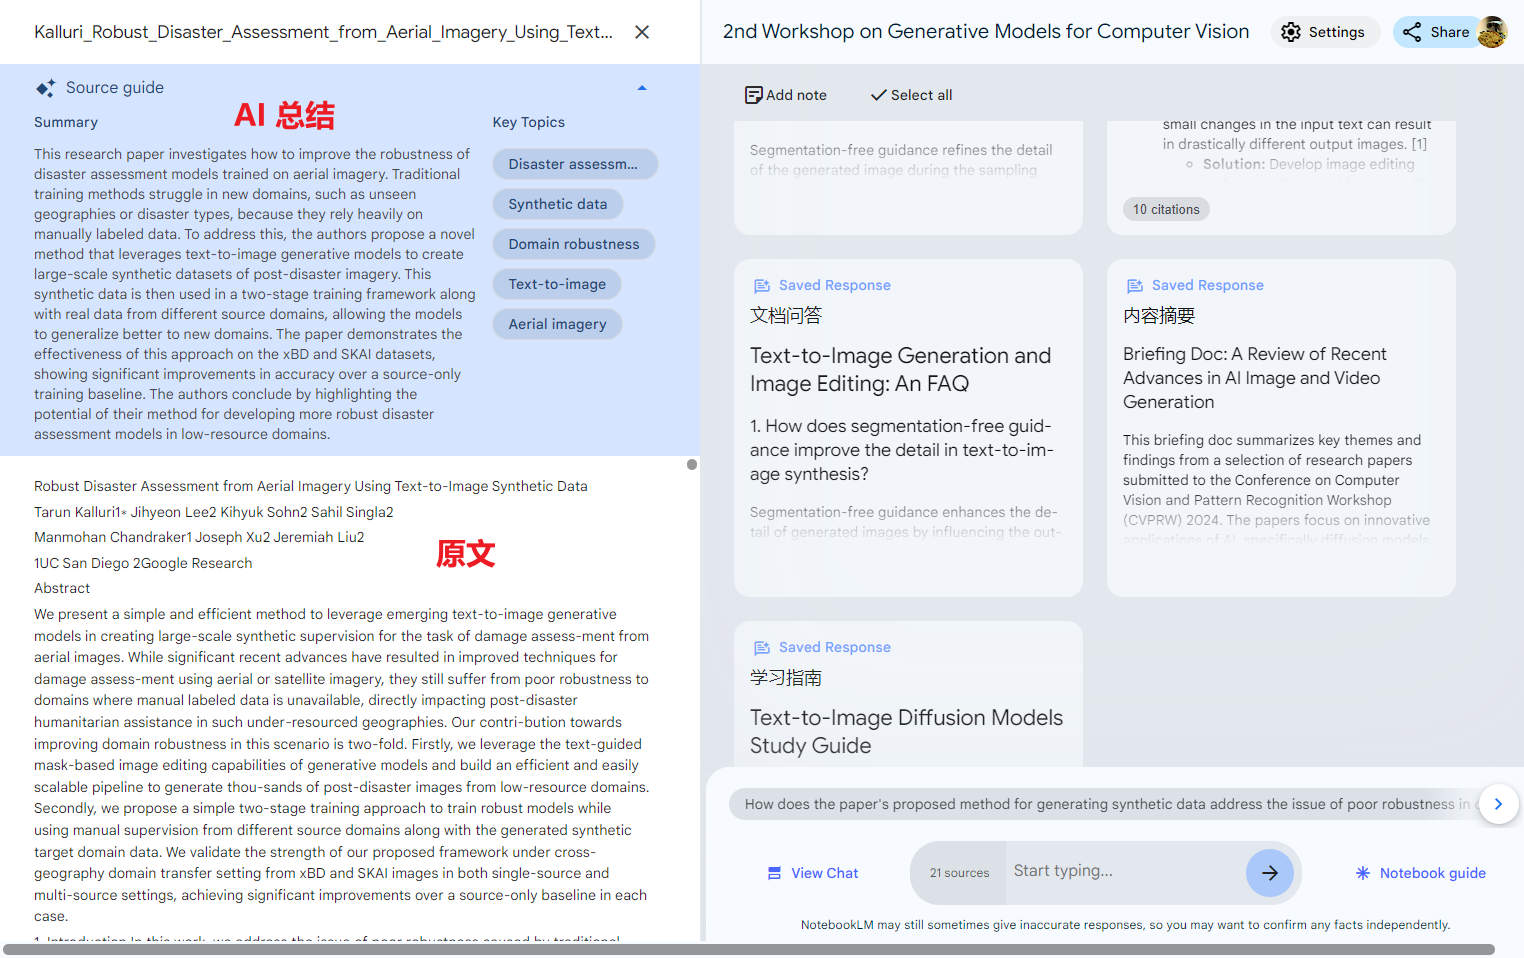 Kalluri_Robust_Disaster_Assessment_from_Aerial_Imagery_Using_Text...
Source guide
AI 总结
Summary
This research paper investigates how to improve the robustness of
disaster assessment models trained on aerial imagery. Traditional
training methods struggle in new domains, such as unseen
geographies or disaster types, because they rely heavily on
manually labeled data. To address this, the authors propose a novel
method that leverages text-to-image generative models to create
large-scale synthetic datasets of post-disaster imagery. This
synthetic data is then used in a two-stage training framework along
with real data from different source domains, allowing the models
to generalize better to new domains. The paper demonstrates the
effectiveness of this approach on the xBD and SKAI datasets,
showing significant improvements in accuracy over a source-only
training baseline. The authors conclude by highlighting the
potential of their method for developing more robust disaster
assessment models in low-resource domains.
Key Topics
Disaster assessm...
Synthetic data
Domain robustness
Text-to-image
Aerial imagery
Robust Disaster Assessment from Aerial Imagery Using Text-to-Image Synthetic Data
Tarun Kalluri1∗ Jihyeon Lee2 Kihyuk Sohn2 Sahil Singla2
Manmohan Chandraker1 Joseph Xu2 Jeremiah Liu2
原文
1UC San Diego 2Google Research
Abstract
We present a simple and efficient method to leverage emerging text-to-image generative
models in creating large-scale synthetic supervision for the task of damage assess-ment from
aerial images. While significant recent advances have resulted in improved techniques for
damage assess-ment using aerial or satellite imagery, they still suffer from poor robustness to
domains where manual labeled data is unavailable, directly impacting post-disaster
humanitarian assistance in such under-resourced geographies. Our contri-bution towards
improving domain robustness in this scenario is two-fold. Firstly, we leverage the text-guided
mask-based image editing capabilities of generative models and build an efficient and easily
scalable pipeline to generate thou-sands of post-disaster images from low-resource domains.
Secondly, we propose a simple two-stage training approach to train robust models while
using manual supervision from different source domains along with the generated synthetic
target domain data. We validate the strength of our proposed framework under cross-
geography domain transfer setting from xBD and SKAI images in both single-source and
multi-source settings, achieving significant improvements over a source-only baseline in each
case.
1. Introduction In this work, we address the issue of poor robustness caused by traditional
2nd Workshop on Generative Models for Computer Vision
Settings
Share
Add note
Select all
Segmentation-free guidance refines the detail
of the generated image during the sampling
small changes in the input text can result
in drastically different output images. [1]
◦ Solution: Develop image editing
10 citations
Saved Response
文档问答
Text-to-Image Generation and
Image Editing: An FAQ
1. How does segmentation-free guid-
ance improve the detail in text-to-im-
age synthesis?
Segmentation-free guidance enhances the de-
tail of generated images by influencing the out-
Saved Response
内容摘要
Briefing Doc: A Review of Recent
Advances in AI Image and Video
Generation
This briefing doc summarizes key themes and
findings from a selection of research papers
submitted to the Conference on Computer
Vision and Pattern Recognition Workshop
(CVPRW) 2024. The papers focus on innovative
applications of AI, specifically diffusion models
Saved Response
学习指南
Text-to-Image Diffusion Models
Study Guide
How does the paper's proposed method for generating synthetic data address the issue of poor robustness in
View Chat
21 sources
Start typing...
Notebook guide
NotebookLM may still sometimes give inaccurate responses, so you may want to confirm any facts independently.